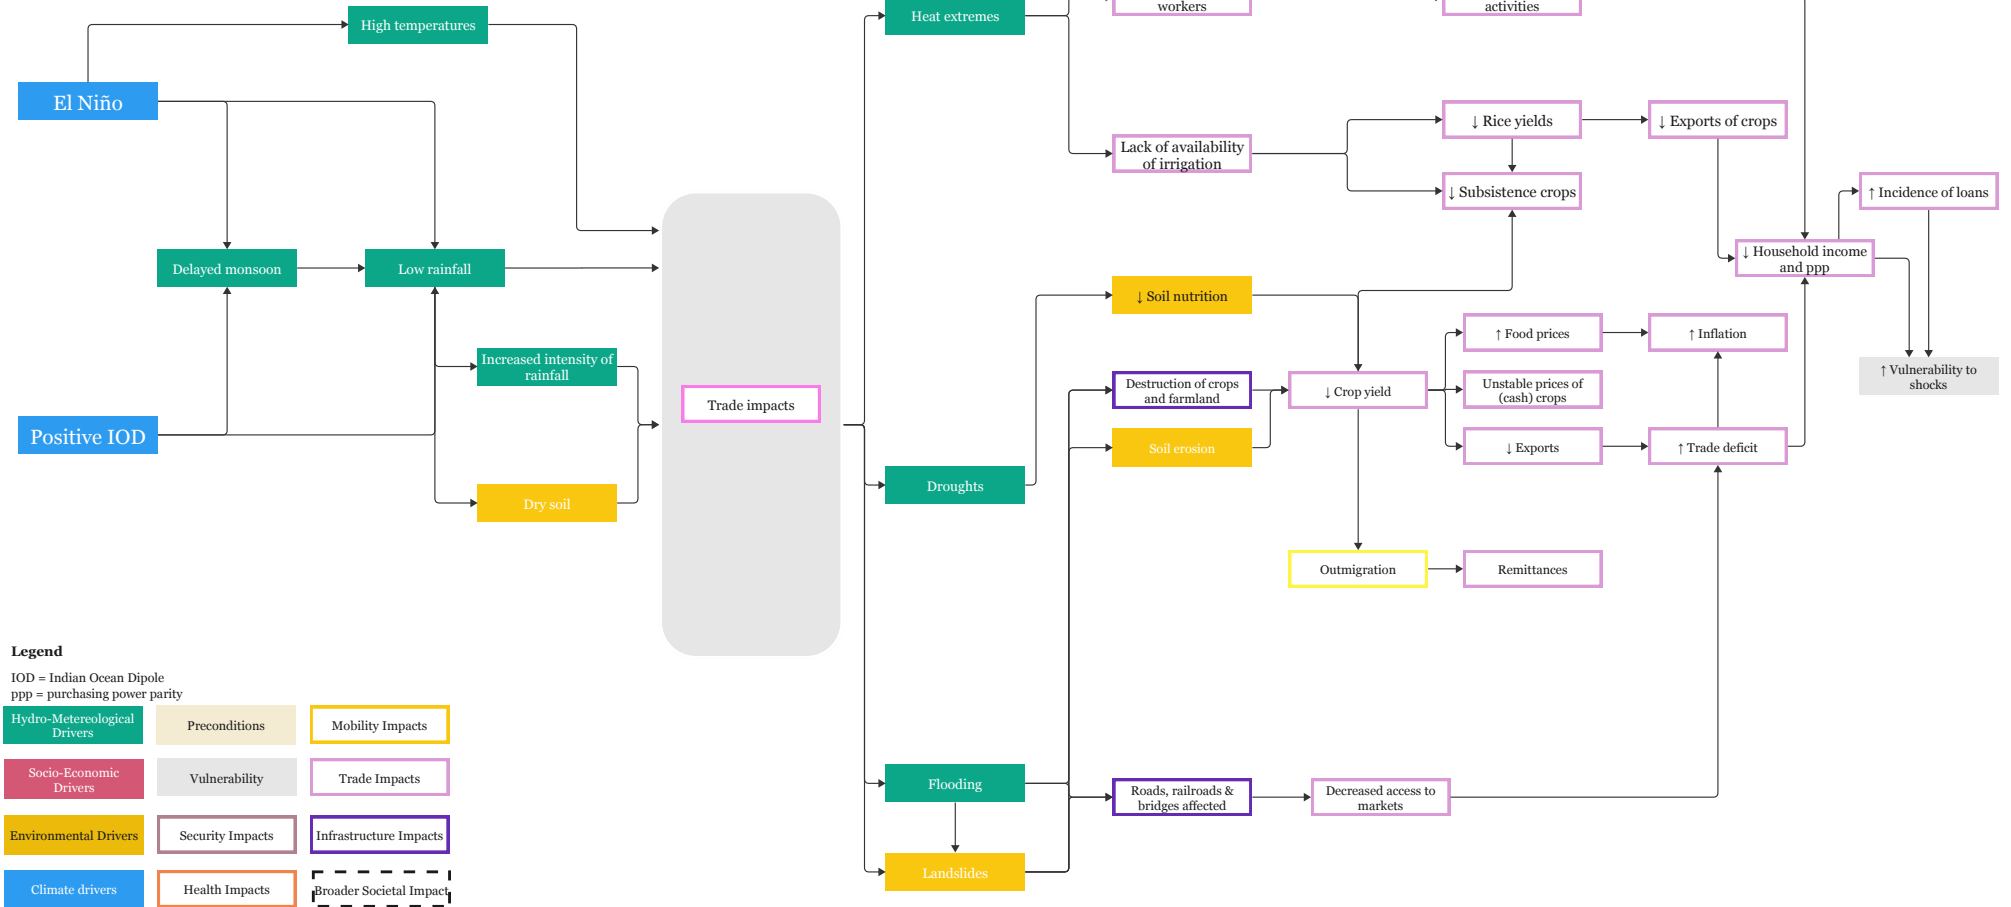 High temperatures
Heat extremes
workers
activities
El Niño
↓ Rice yields
↓ Exports of crops
Lack of availability
of irrigation
↓ Subsistence crops
↑ Incidence of loans
Delayed monsoon
Low rainfall
↓ Household income
and ppp
↓ Soil nutrition
↑ Food prices
↑ Inflation
Increased intensity of
rainfall
↑ Vulnerability to
shocks
Trade impacts
Destruction of crops
and farmland
↓ Crop yield
Unstable prices of
(cash) crops
Positive IOD
Soil erosion
↓ Exports
↑ Trade deficit
Droughts
Dry soil
Outmigration
Remittances
Legend
IOD = Indian Ocean Dipole
ppp = purchasing power parity
Hydro-Metereological
Drivers
Preconditions
Mobility Impacts
Socio-Economic
Drivers
Vulnerability
Trade Impacts
Environmental Drivers
Security Impacts
Infrastructure Impacts
Climate drivers
Health Impacts
Broader Societal Impact
Flooding
Roads, railroads &
bridges affected
Decreased access to
markets
Landslides